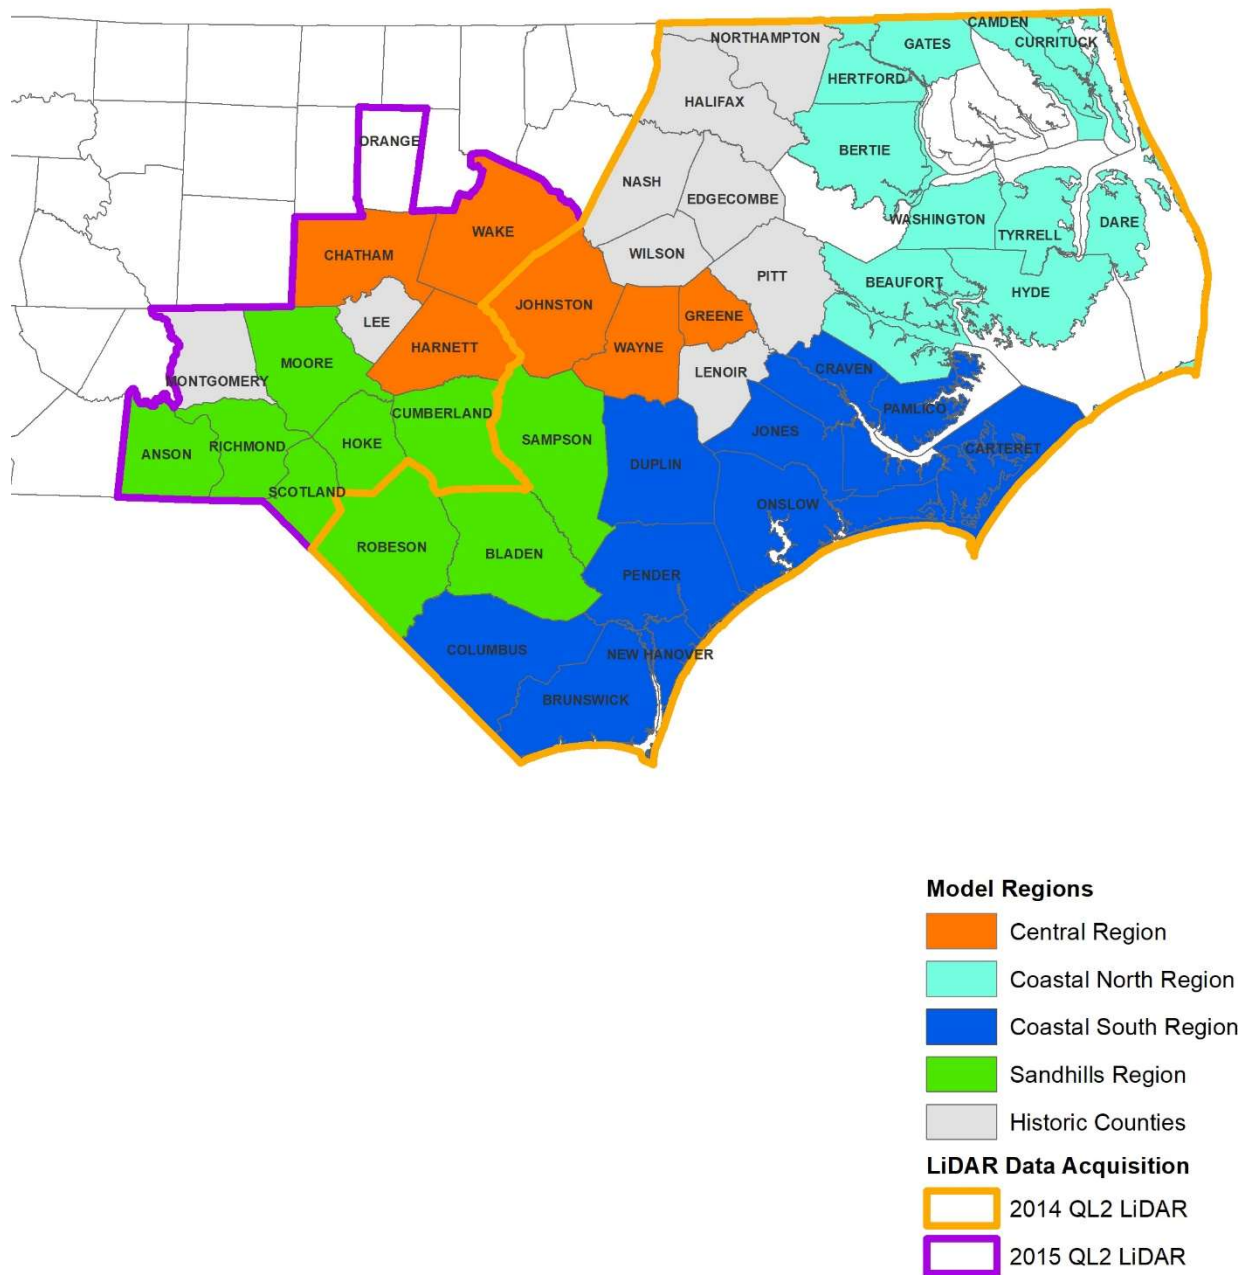 CAMDEN
NORTHAMPTON
GATES
CURRITUCK
HERTFORD
HALIFAX
ORANGE
BERTIE
NASH
EDGECOMBE
WASHINGTON
DARE
WAKE
TYRRELL
CHATHAM
WILSON
PITT
BEAUFORT
HYDE
JOHNSTON
GREENE
LEE
HARNETT
WAYNE
MOORE
LENOIR
CRAVEN
MONTGOMERY
PAMLICO
CUMBERLAND
JONES
SAMPSON
HOKE
RICHMOND
CARTERET
ANSON
DUPLIN
SCOTLAND
ONSLOW
ROBESON
BLADEN
PENDER
COLUMBUS
NEW HANOVER
BRUNSWICK
Model Regions
Central Region
Coastal North Region
Coastal South Region
Sandhills Region
Historic Counties
LiDAR Data Acquisition
2014 QL2 LiDAR
2015 QL2 LiDAR